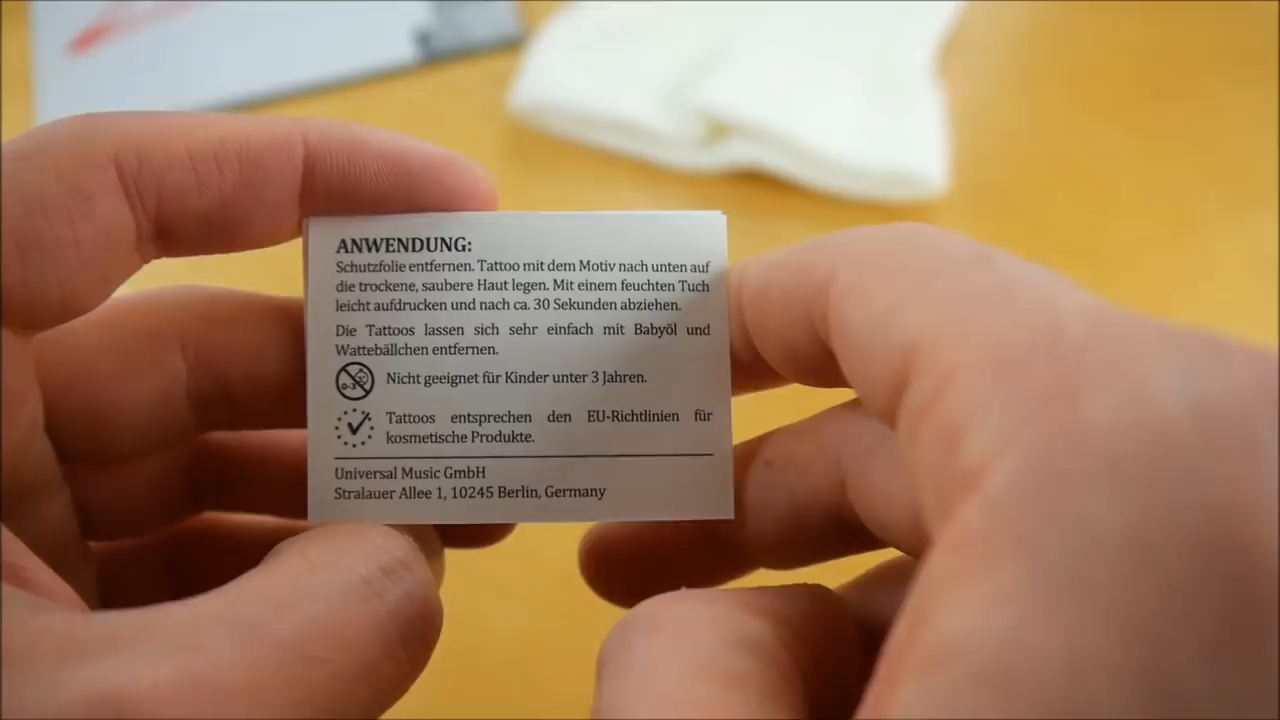 ANWENDUNG:
Schutzfolie entfernen. Tattoo mit dem Motiv nach unten auf
die trockene, saubere Haut legen. Mit einem feuchten Tuch
leicht aufdrucken und nach ca. 30 Sekunden abziehen.
Die Tattoos lassen sich sehr einfach mit Babyöl und
Wattebällchen entfernen.
0-3
Nicht geeignet für Kinder unter 3 Jahren.
Tattoos entsprechen den EU-Richtlinien für
kosmetische Produkte.
Universal Music GmbH
Stralauer Allee 1, 10245 Berlin, Germany